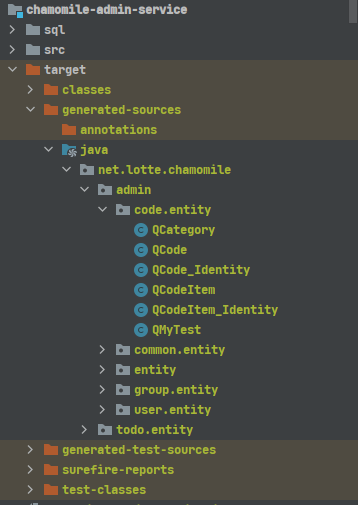 chamomile-admin-service
sql
src
target
classes
generated-sources
annotations
java
net.lotte.chamomile
admin
code.entity
QCategory
QCode
QCode_Identity
QCodeItem
QCodeItem_Identity
QMyTest
common.entity
entity
group.entity
user.entity
todo.entity
generated-test-sources
surefire-reports
test-classes